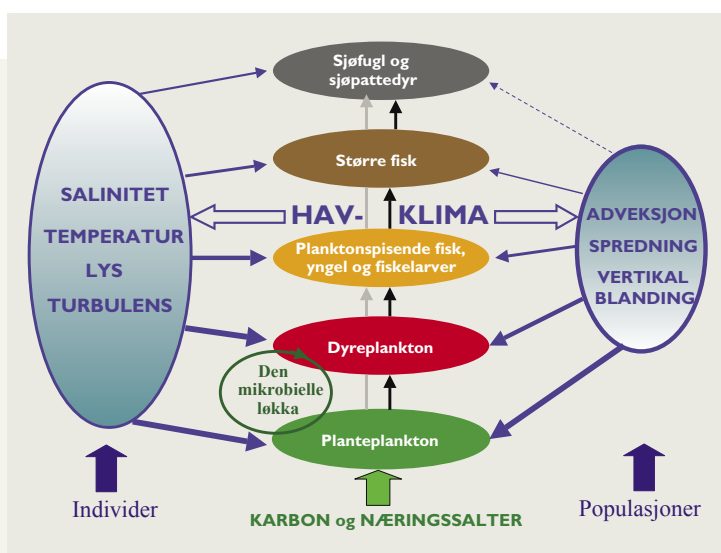 Sjøfugl og
sjøpattedyr
Større fisk
SALINITET
TEMPERATUR
LYS
TURBULENS
HAV- KLIMA
ADVEKSJON
SPREDNING
VERTIKAL
BLANDING
Planktonspisende fisk,
yngel og fiskelarver
Dyreplankton
Den
mikrobielle
løkka
Planteplankton
Individer
KARBON og NÆRINGSSALTER
Populasjoner